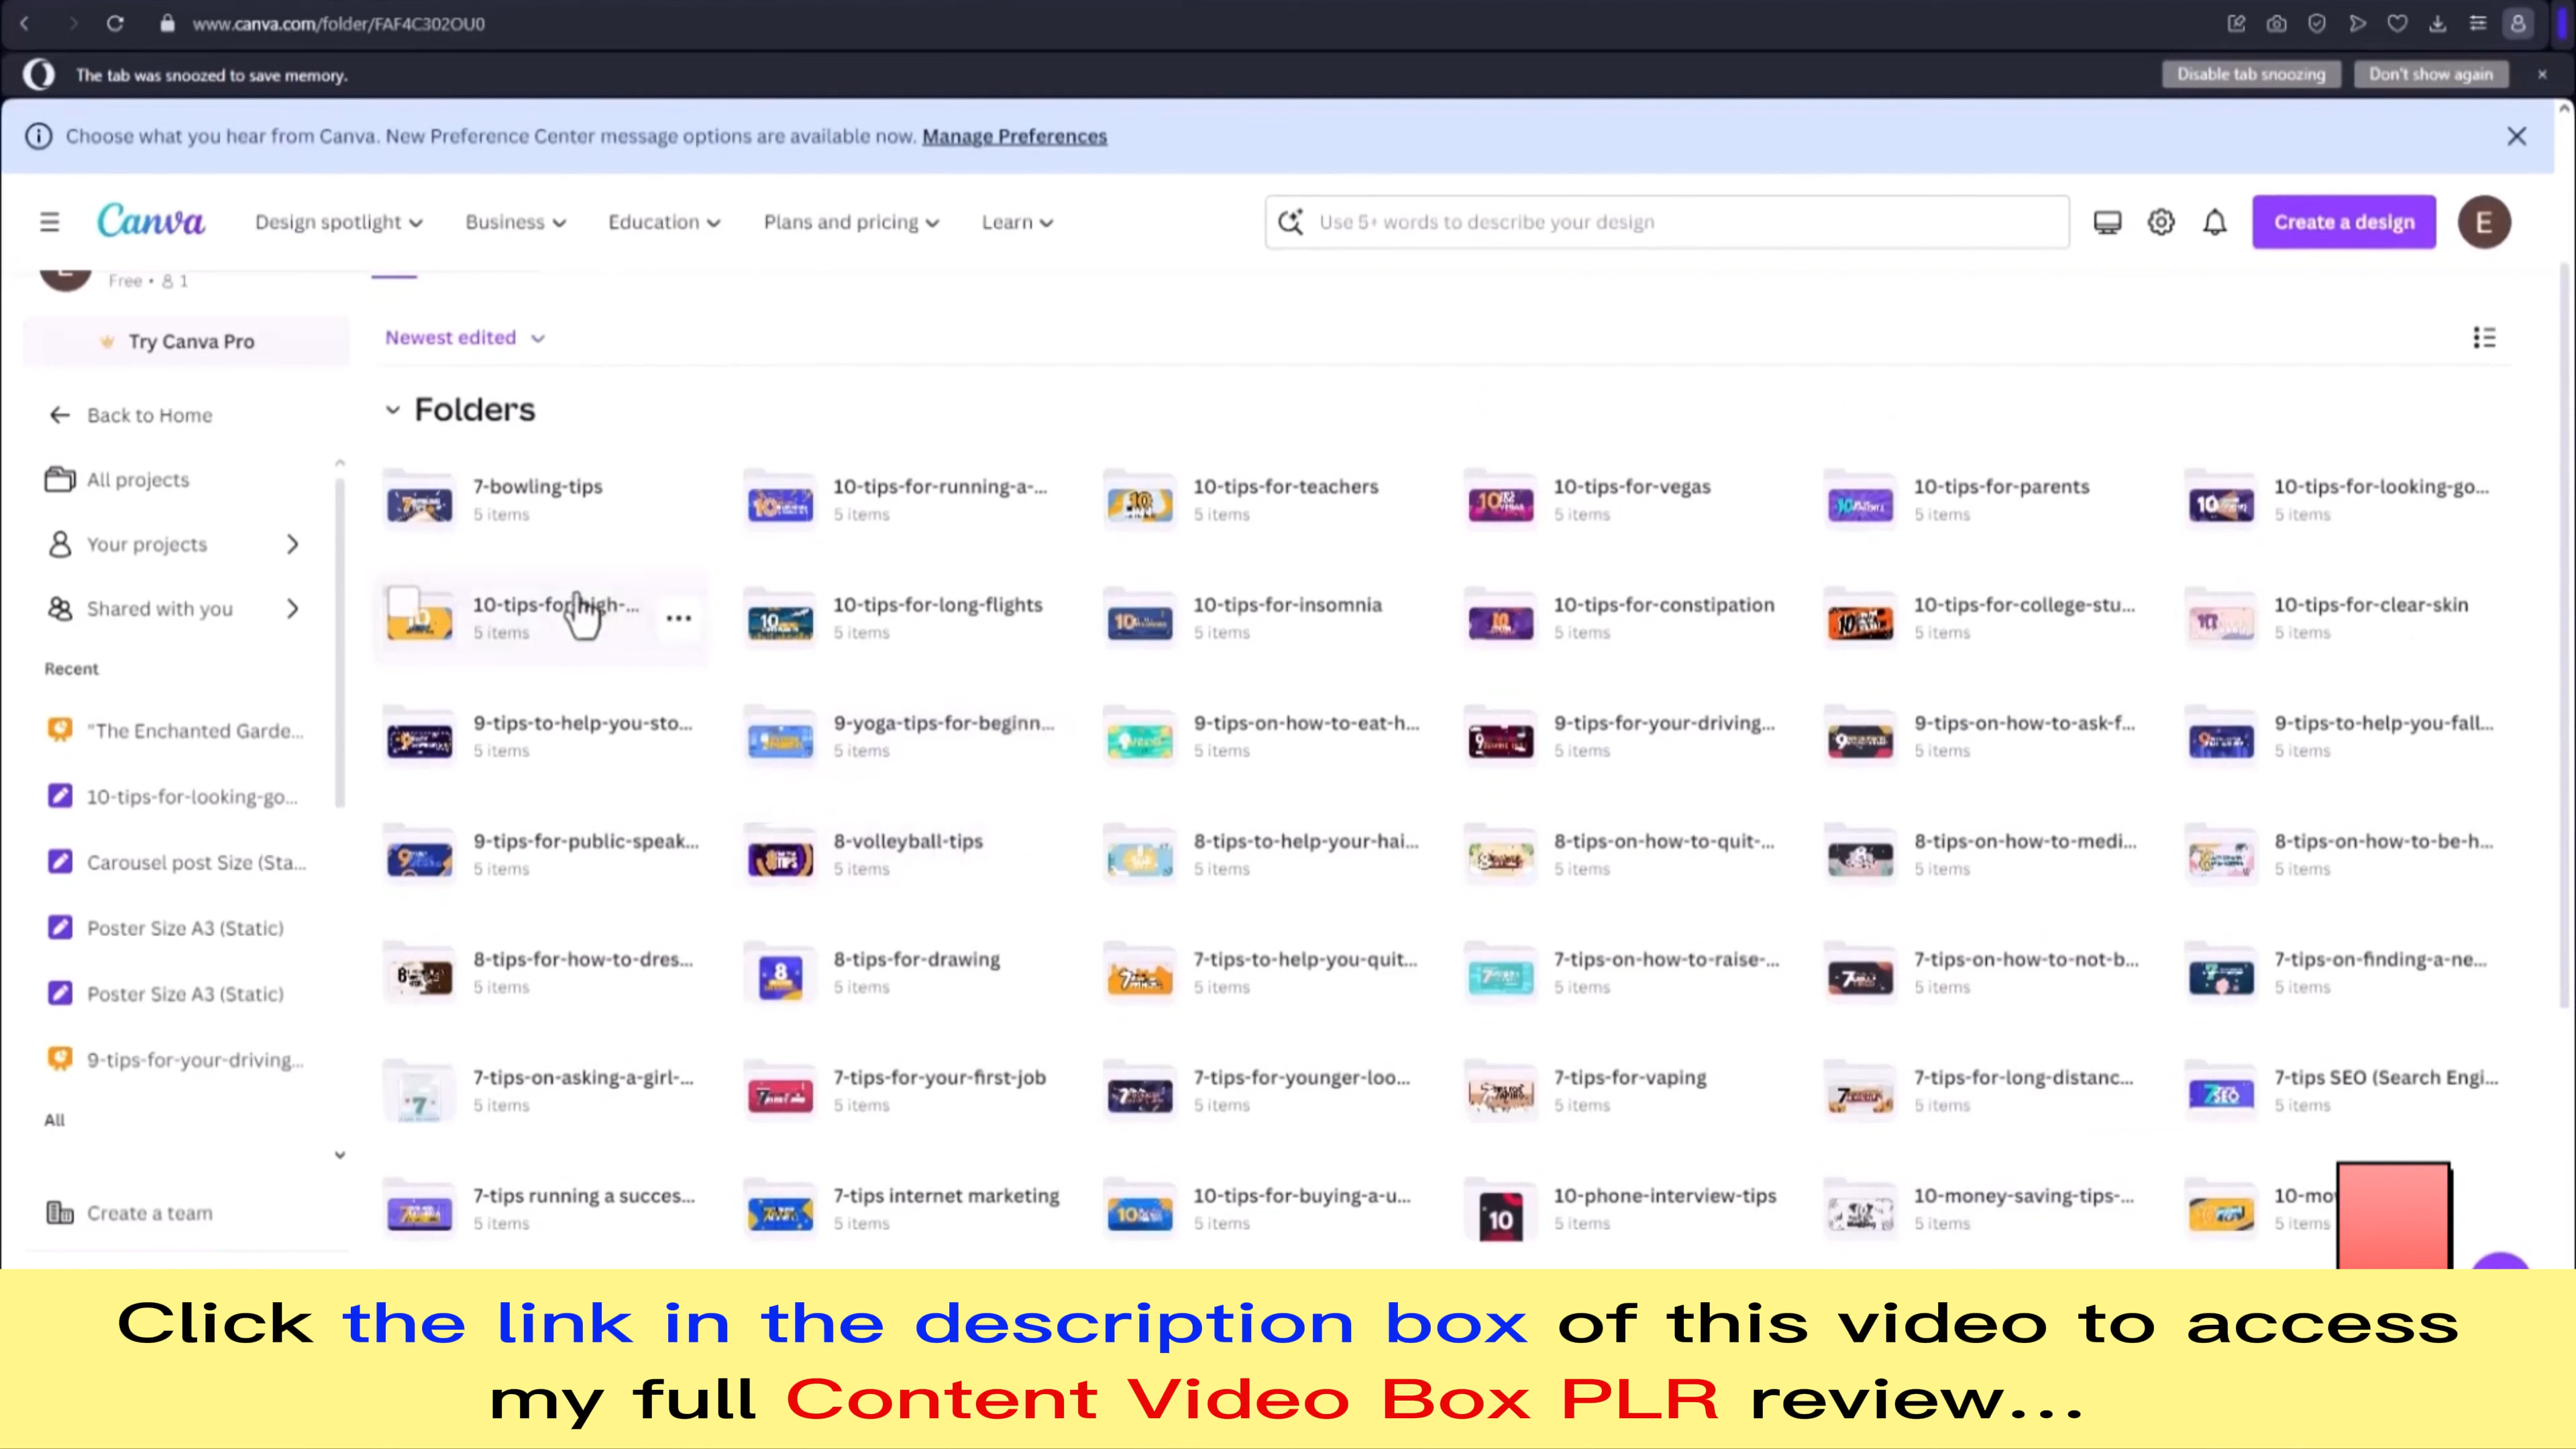 www.canva.com/folder/FAF4C302OU0
The tab was snoozed to save memory.
Disable tab snoozing
Don't show again
Choose what you hear from Canva. New Preference Center message options are available now. Manage Preferences
Canva
Design spotlight
Business
Education
Plans and pricing
Learn
Use 5+ words to describe your design
Create a design
E
Free • 1
Try Canva Pro
Newest edited
Back to Home
Folders
All projects
Your projects
Shared with you
Recent
"The Enchanted Garde...
10-tips-for-looking-go...
Carousel post Size (Sta...
Poster Size A3 (Static)
Poster Size A3 (Static)
9-tips-for-your-driving...
All
Create a team
7-bowling-tips
5 items
10-tips-for-running-a-...
5 items
10-tips-for-teachers
5 items
10-tips-for-vegas
5 items
10-tips-for-parents
5 items
10-tips-for-looking-go...
5 items
10-tips-for-high-...
5 items
10-tips-for-long-flights
5 items
10-tips-for-insomnia
5 items
10-tips-for-constipation
5 items
10-tips-for-college-stu...
5 items
10-tips-for-clear-skin
5 items
9-tips-to-help-you-sto...
5 items
9-yoga-tips-for-beginn...
5 items
9-tips-on-how-to-eat-h...
5 items
9-tips-for-your-driving...
5 items
9-tips-on-how-to-ask-f...
5 items
9-tips-to-help-you-fall...
5 items
9-tips-for-public-speak...
5 items
8-volleyball-tips
5 items
8-tips-to-help-your-hai...
5 items
8-tips-on-how-to-quit-...
5 items
8-tips-on-how-to-medi...
5 items
8-tips-on-how-to-be-h...
5 items
8-tips-for-how-to-dres...
5 items
8-tips-for-drawing
5 items
7-tips-to-help-you-quit...
5 items
7-tips-on-how-to-raise-...
5 items
7-tips-on-how-to-not-b...
5 items
7-tips-on-finding-a-ne...
5 items
7-tips-on-asking-a-girl-...
5 items
7-tips-for-your-first-job
5 items
7-tips-for-younger-loo...
5 items
7-tips-for-vaping
5 items
7-tips-for-long-distanc...
5 items
7-tips SEO (Search Engi...
5 items
7-tips running a succes...
5 items
7-tips internet marketing
5 items
10-tips-for-buying-a-u...
5 items
10-phone-interview-tips
5 items
10-money-saving-tips-...
5 items
10-mo
5 items
Click the link in the description box of this video to access
my full Content Video Box PLR review...